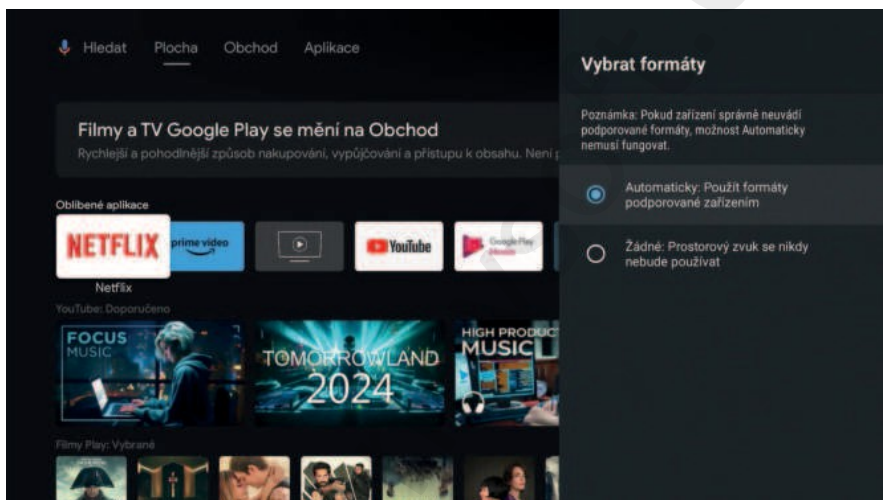 Hledat Plocha Obchod Aplikace
Filmy a TV Google Play se mění na Obchod
Rychlejší a pohodlnější způsob nakupování, vypůjčování a přístupu k obsahu. Není
Oblíbené aplikace
NETFLIX
prime video
YouTube
Google Play
Netflix
YouTube: Doporučeno
FOCUS
MUSIC
TOMORROWLAND
2024
HIGH PRODUC
MUSIC
Filmy Play: Vybrané
Vybrat formáty
Poznámka: Pokud zařízení správně neuvádí
podporované formáty, možnost Automaticky
nemusí fungovat.
Automaticky: Použít formáty
podporované zařízením
Žádné: Prostorový zvuk se nikdy
nebude používat